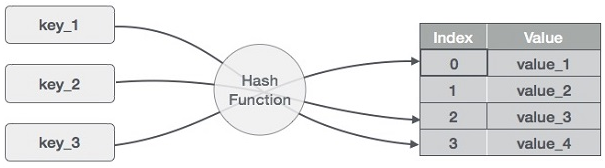 key_1
key_2
key_3
Hash
Function
Index Value
0 value_1
1 value_2
2 value_3
3 value_4